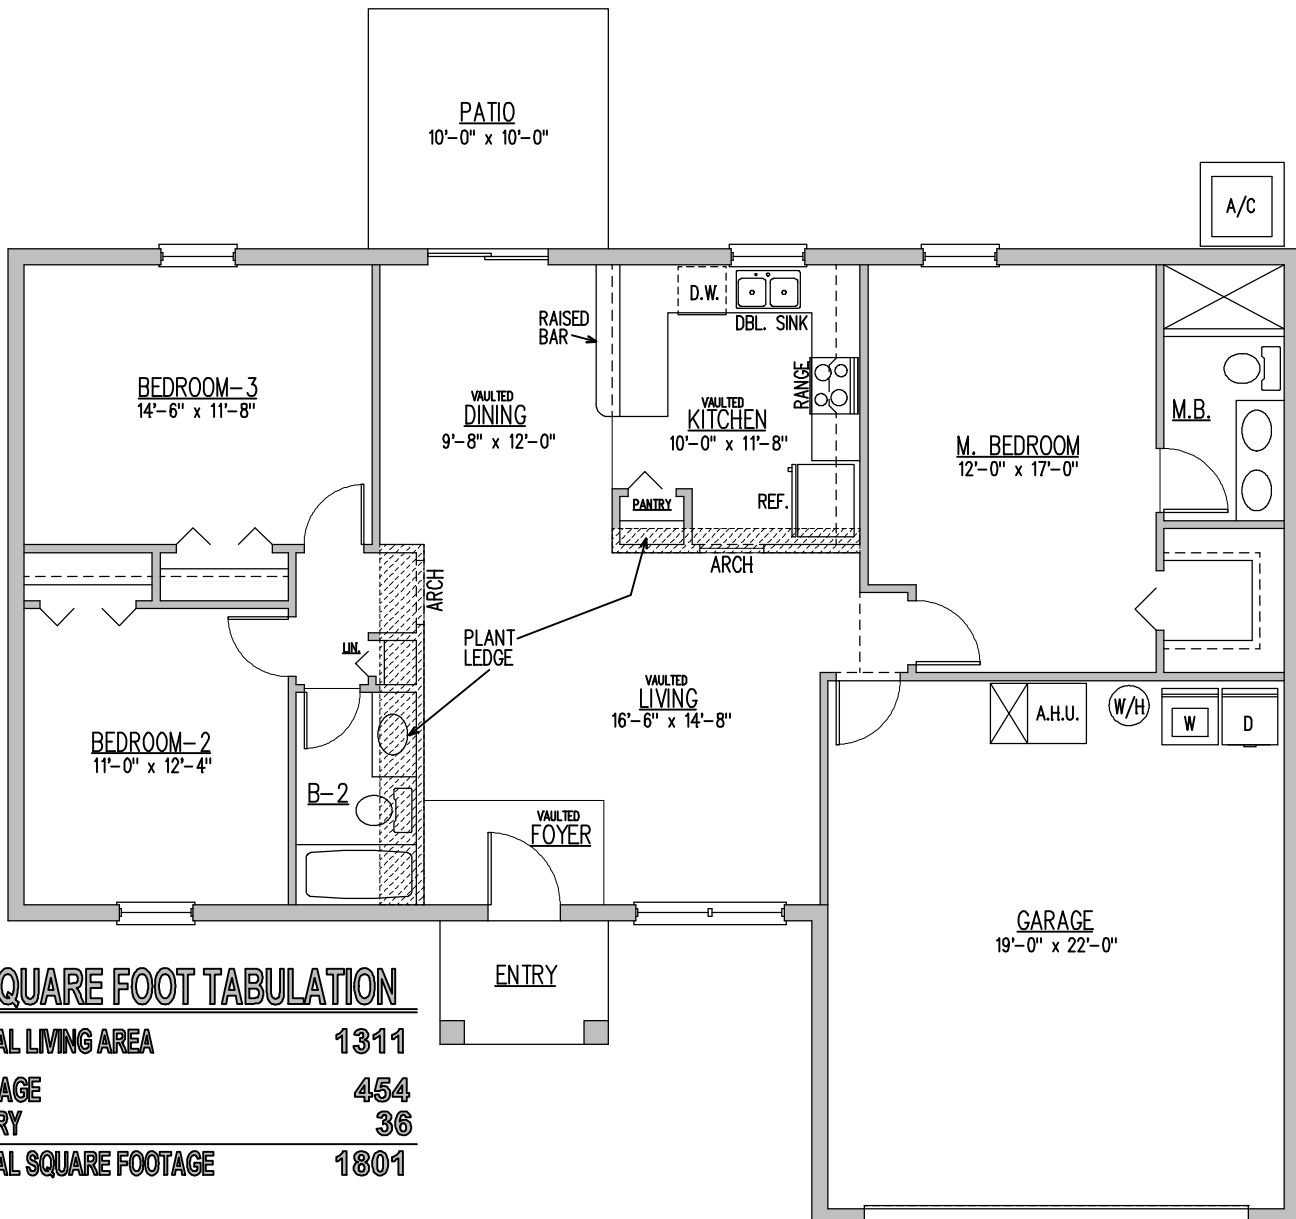 PATIO
10'-0" x 10'-0"
A/C
RAISED
BAR
D.W.
DBL. SINK
RANGE
BEDROOM-3
14'-6" x 11'-8"
VAULTED
DINING
9'-8" x 12'-0"
VAULTED
KITCHEN
10'-0" x 11'-8"
M. BEDROOM
12'-0" x 17'-0"
M.B.
PANTRY
REF.
ARCH
ARCH
PLANT
LEDGE
LIN.
VAULTED
LIVING
16'-6" x 14'-8"
A.H.U.
W/H
W
D
BEDROOM-2
11'-0" x 12'-4"
B-2
VAULTED
FOYER
GARAGE
19'-0" x 22'-0"
ENTRY
QUARE FOOT TABULATION
AL LIVING AREA 1311
AGE 454
RY 36
AL SQUARE FOOTAGE 1801